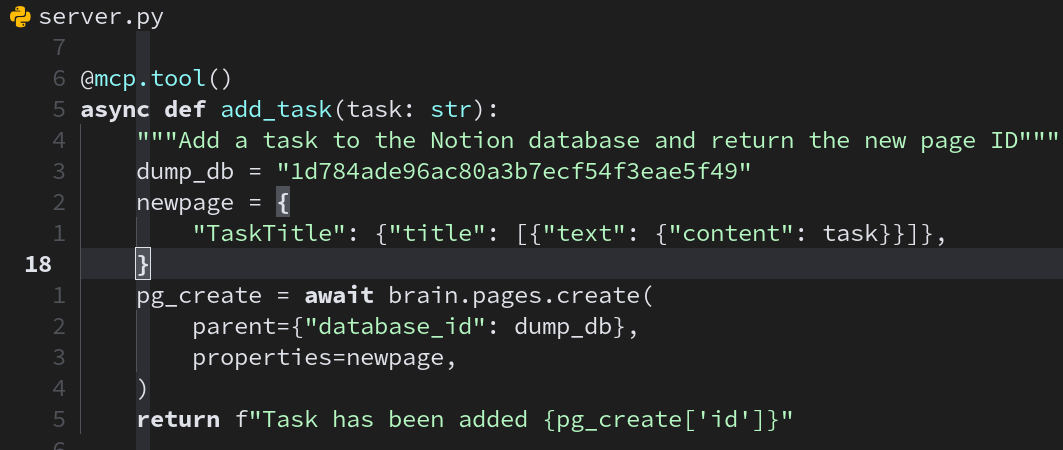 server.py
7
6 @mcp.tool()
5 async def add_task(task: str):
4     """Add a task to the Notion database and return the new page ID"""
3     dump_db = "1d784ade96ac80a3b7ecf54f3eae5f49"
2     newpage = {
1         "TaskTitle": {"title": [{"text": {"content": task}}]},
18     }
1     pg_create = await brain.pages.create(
2         parent={"database_id": dump_db},
3         properties=newpage,
4     )
5     return f"Task has been added {pg_create['id']}"
6